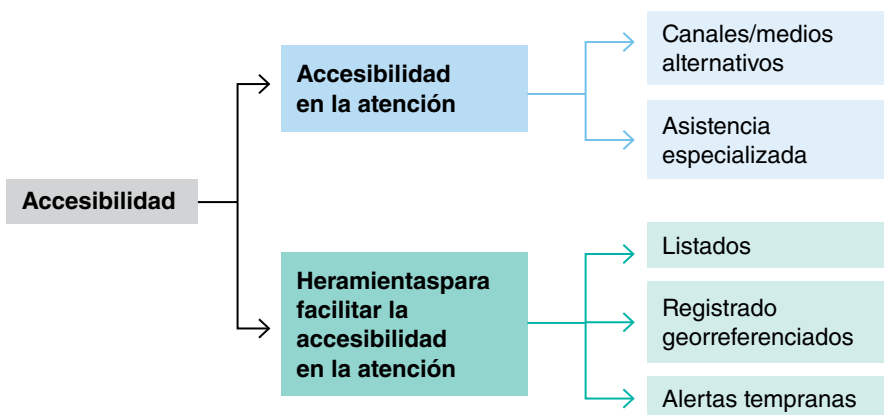 Accesibilidad
Accesibilidad
en la atención
Canales/medios
alternativos
Asistencia
especializada
Heramientaspara
facilitar la
accesibilidad
en la atención
Listados
Registrado
georreferenciados
Alertas tempranas